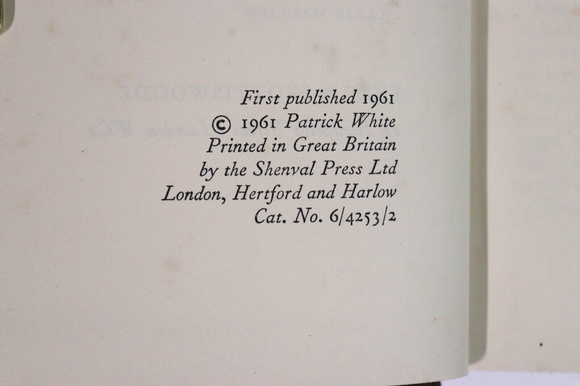 First published 1961
© 1961 Patrick White
Printed in Great Britain
by the Shenval Press Ltd
London, Hertford and Harlow
Cat. No. 6/4253/2